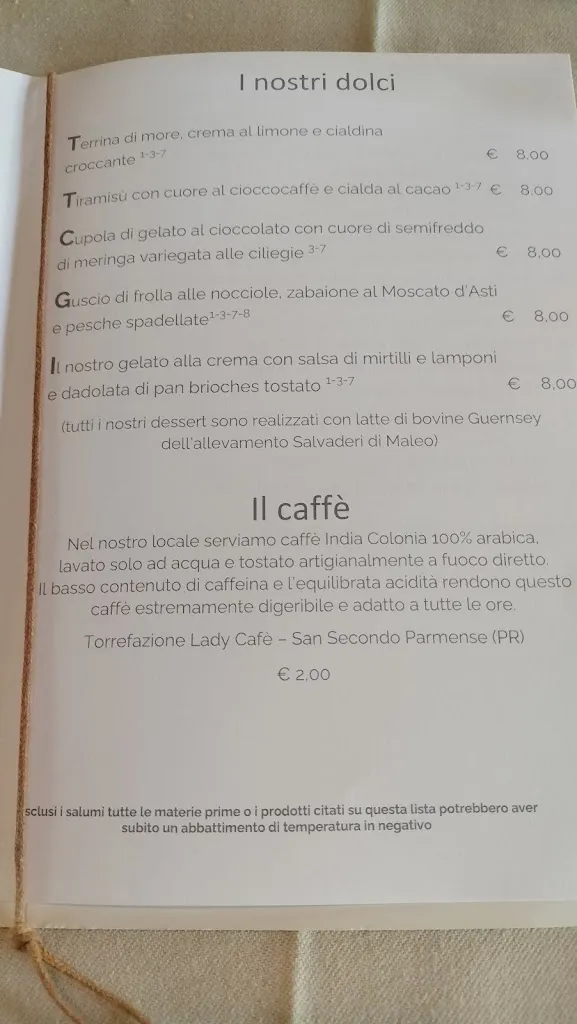 I nostri dolci
Terrina di more, crema al limone e cialdina
croccante 1-3-7 € 8,00
Tiramisù con cuore al cioccocaffè e cialda al cacao 1-3-7 € 8,00
Cupola di gelato al cioccolato con cuore di semifreddo
di meringa variegata alle ciliegie 3-7 € 8,00
Guscio di frolla alle nocciole, zabaione al Moscato d'Asti
e pesche spadellate 1-3-7-8 € 8,00
Il nostro gelato alla crema con salsa di mirtilli e lamponi
e dadolata di pan brioches tostato 1-3-7 € 8,00
(tutti i nostri dessert sono realizzati con latte di bovine Guernsey
dell'allevamento Salvaderi di Maleo)
Il caffè
Nel nostro locale serviamo caffè India Colonia 100% arabica,
lavato solo ad acqua e tostato artigianalmente a fuoco diretto.
Il basso contenuto di caffeina e l'equilibrata acidità rendono questo
caffè estremamente digeribile e adatto a tutte le ore.
Torrefazione Lady Cafè – San Secondo Parmense (PR)
€ 2,00
sclusi i salumi tutte le materie prime o i prodotti citati su questa lista potrebbero aver
subito un abbattimento di temperatura in negativo